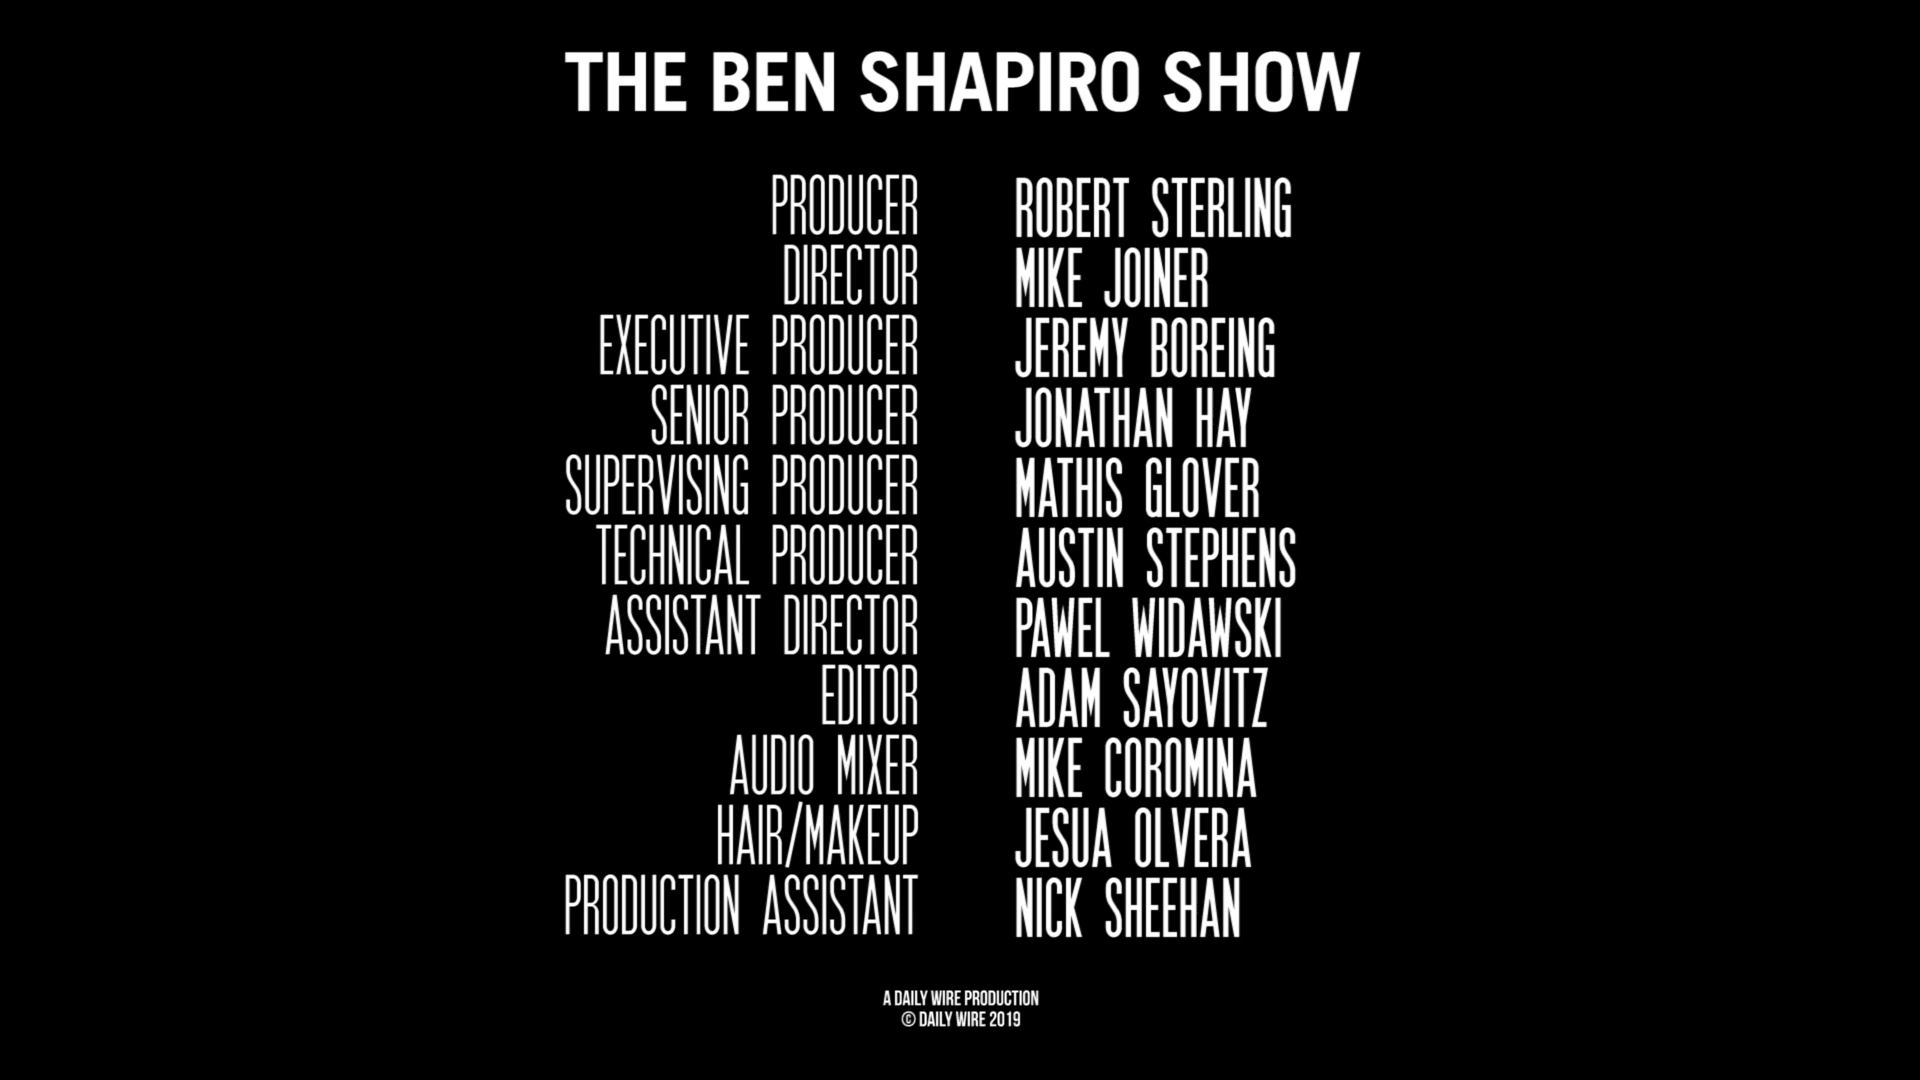 THE BEN SHAPIRO SHOW
PRODUCER ROBERT STERLING
DIRECTOR MIKE JOINER
EXECUTIVE PRODUCER JEREMY BOREING
SENIOR PRODUCER JONATHAN HAY
SUPERVISING PRODUCER MATHIS GLOVER
TECHNICAL PRODUCER AUSTIN STEPHENS
ASSISTANT DIRECTOR PAWEL WIDAWSKI
EDITOR ADAM SAYOVITZ
AUDIO MIXER MIKE COROMINA
HAIR/MAKEUP JESUA OLVERA
PRODUCTION ASSISTANT NICK SHEEHAN
A DAILY WIRE PRODUCTION
© DAILY WIRE 2019